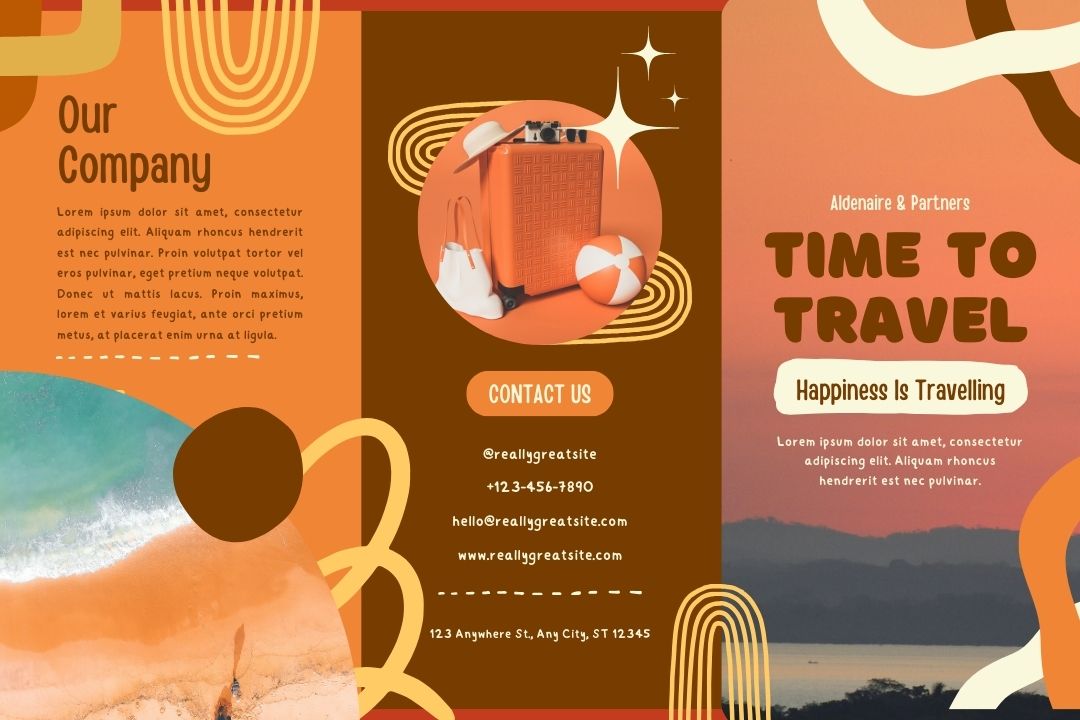 Our
Company
Lorem ipsum dolor sit amet, consectetur
adipiscing elit. Aliquam rhoncus hendrerit
est nec pulvinar. Proin volutpat tortor vel
eros pulvinar, eget pretium neque volutpat.
Donec ut mattis lacus. Proin maximus,
lorem et varius feugiat, ante orci pretium
metus, at placerat enim urna at ligula.
CONTACT US
@reallygreatsite
+123-456-7890
hello@reallygreatsite.com
www.reallygreatsite.com
123 Anywhere St., Any City, ST 12345
Aldenaire & Partners
TIME TO
TRAVEL
Happiness Is Travelling
Lorem ipsum dolor sit amet, consectetur
adipiscing elit. Aliquam rhoncus
hendrerit est nec pulvinar.